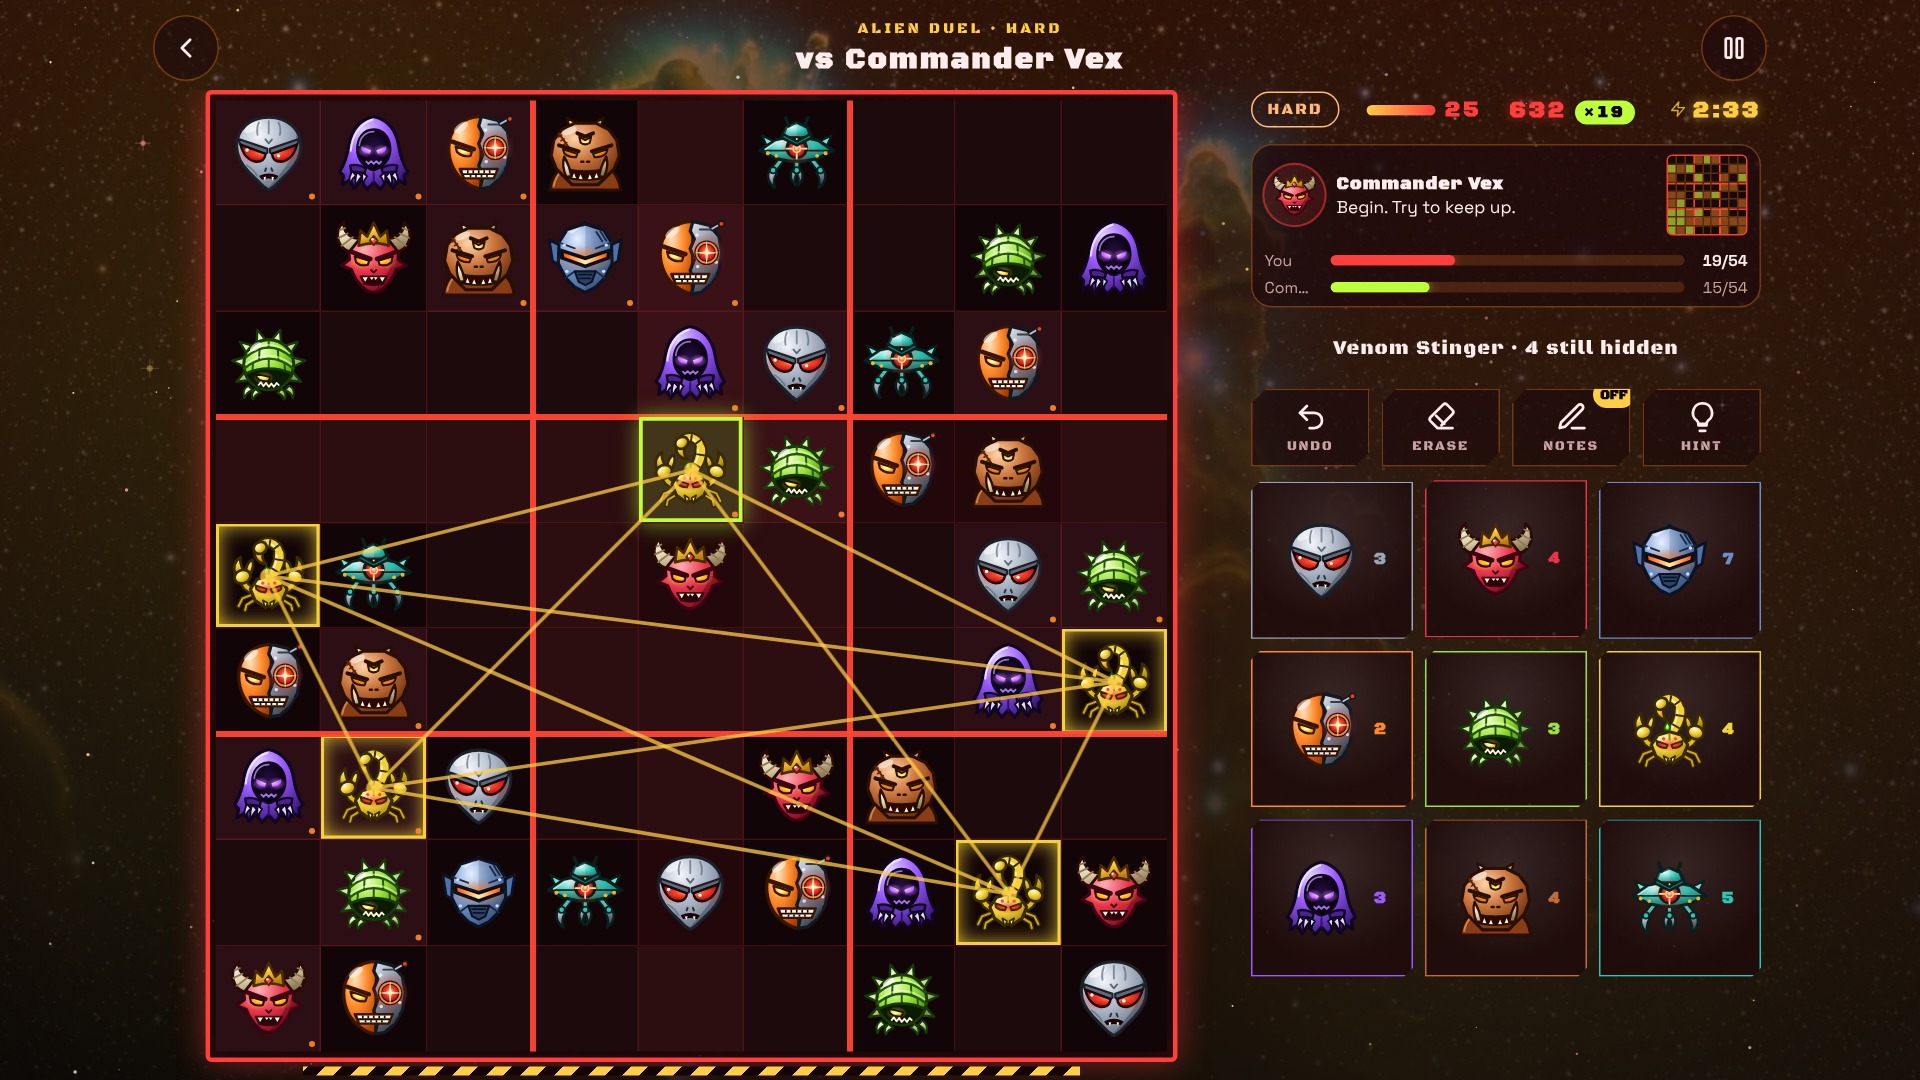 ALIEN DUEL · HARD
vs Commander Vex
HARD
25
632
×19
2:33
Commander Vex
Begin. Try to keep up.
You
19/54
Com...
15/54
Venom Stinger · 4 still hidden
OFF
UNDO
ERASE
NOTES
HINT
3
4
7
2
3
4
3
4
5